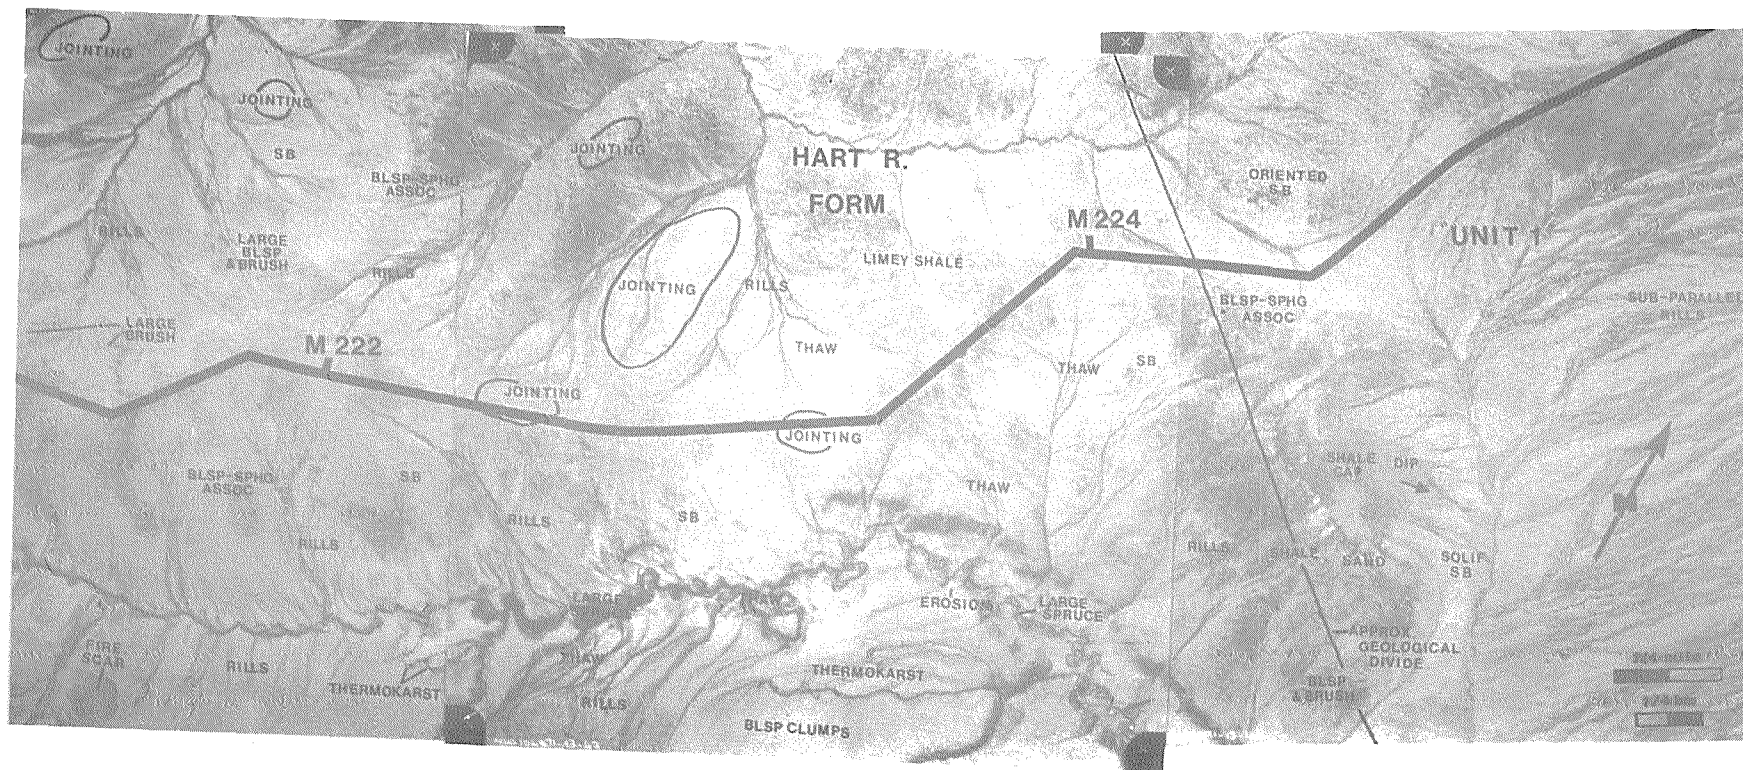 JOINTING
JOINTING
SB
BLSP-SPHG
ASSOC
JOINTING
HART R.
FORM
ORIENTED
SB
M 224
UNIT 1
RILLS
LARGE
BLSP
& BRUSH
RILLS
JOINTING
RILLS
LIMEY SHALE
BLSP-SPHG
ASSOC
SUB-PARALLEL
RILLS
LARGE
BRUSH
M 222
THAW
THAW
SB
JOINTING
JOINTING
BLSP-SPHG
ASSOC
SB
RILLS
SB
THAW
SHALE
CAP
DIP
N
RILLS
RILLS
SHALE
SAND
SOLIF
SB
LARGE
EROSION
LARGE
SPRUCE
FIRE
SCAR
RILLS
THERMOKARST
THAW
RILLS
THERMOKARST
BLSP CLUMPS
APPROX
GEOLOGICAL
DIVIDE
BLSP
& BRUSH